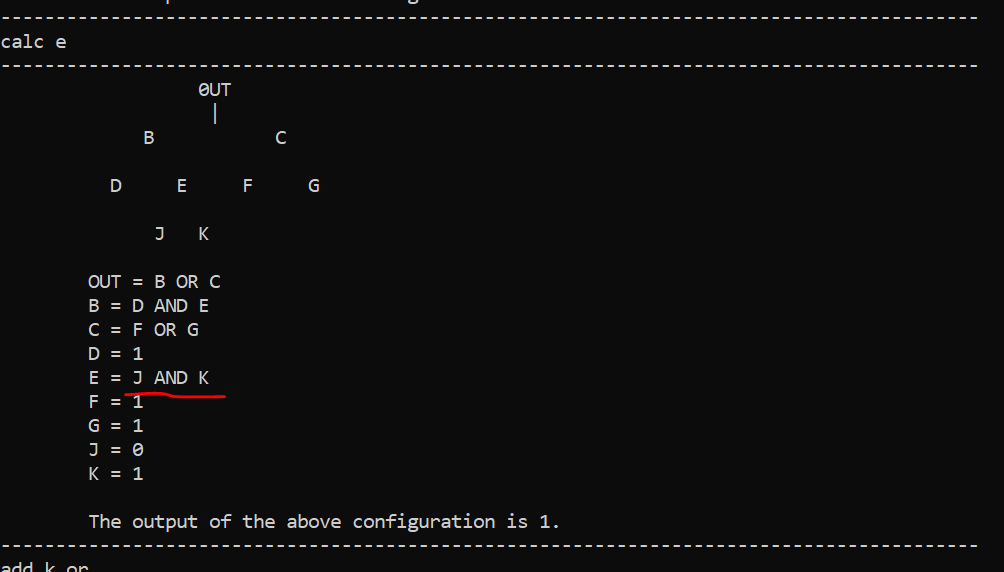 calc e
OUT
|
B C
D E F G
J K
OUT = B OR C
B = D AND E
C = F OR G
D = 1
E = J AND K
F = 1
G = 1
J = 0
K = 1
The output of the above configuration is 1.
add k or